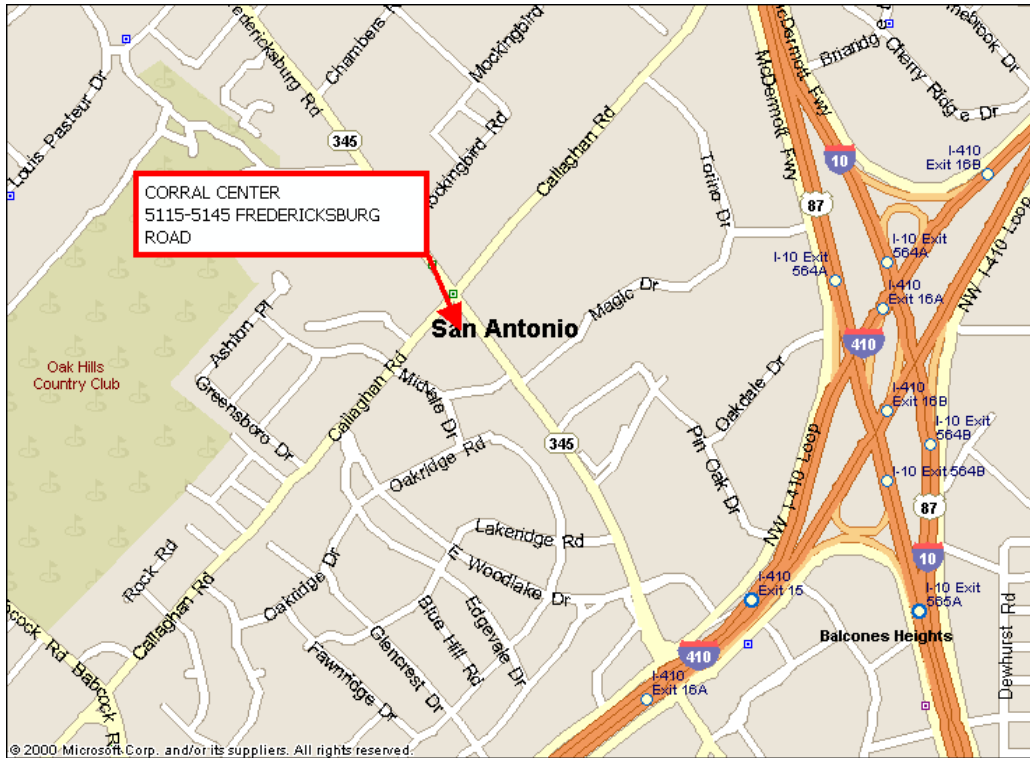 Fredericksburg Rd
Chambers
Mockingbird
McDermott Fwy
McDermott Fwy
Briaridge
Cherry Ridge Dr
Louis Pasteur Dr
345
Mockingbird Rd
Callaghan Rd
10
I-410
Exit 16B
CORRAL CENTER
5115-5145 FREDERICKSBURG
ROAD
Torino Dr
87
I-10 Exit
564A
I-10 Exit
564A
NW I-410 Loop
I-410
Exit 16A
Magic Dr
Ashton Pl
San Antonio
410
Oak Hills
Country Club
Callaghan Rd
Oakdale Dr
I-410
Exit 16B
Greensboro Dr
345
Pin Oak Dr
I-10 Exit
564B
Oakridge Rd
I-10 Exit 564B
NW I-410 Loop
87
Lakeridge Rd
10
Rock Rd
E Woodlake Dr
I-410
Exit 15
I-10 Exit
565A
Oakridge Dr
Callaghan Rd
Babcock Rd
Glencrest Dr
Blue Hill Rd
Edgevale Dr
Fawnridge Dr
Balcones Heights
Dewhurst Rd
410
I-410
Exit 16A
© 2000 Microsoft Corp. and/or its suppliers. All rights reserved.